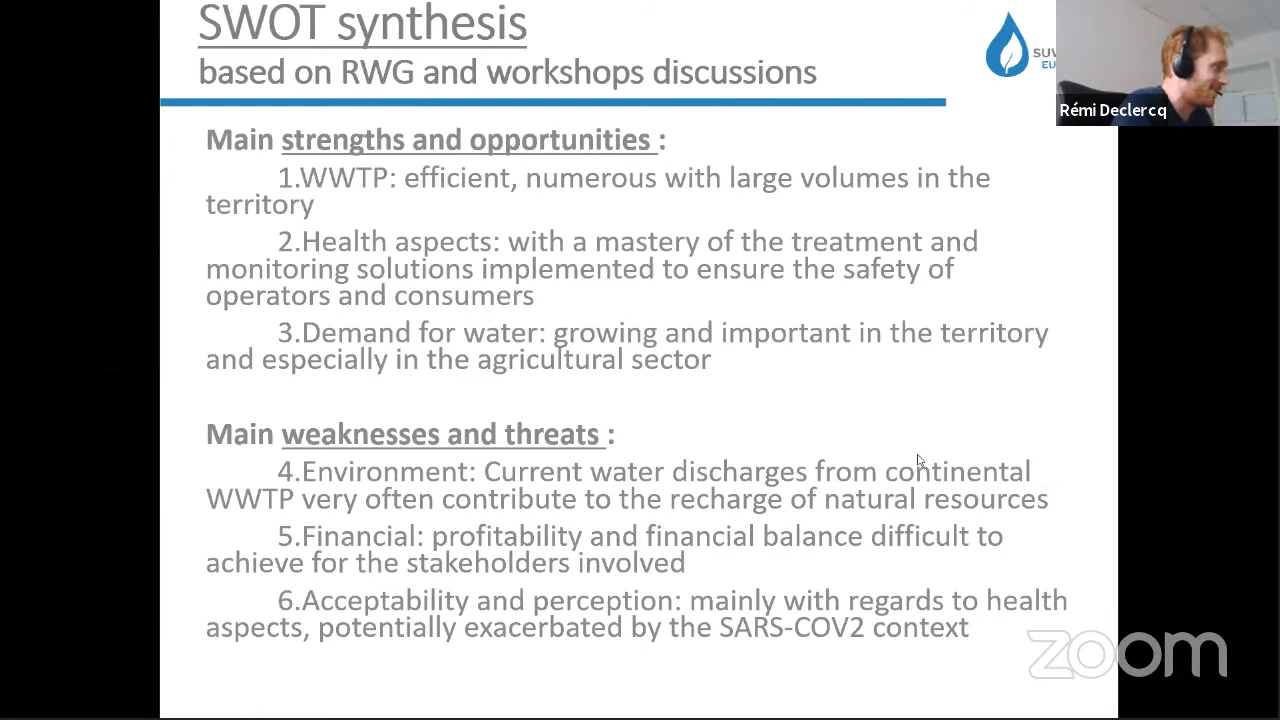 SWOT synthesis
based on RWG and workshops discussions
SUW
EU
Rémi Declercq
Main strengths and opportunities :
1.WWTP: efficient, numerous with large volumes in the
territory
2.Health aspects: with a mastery of the treatment and
monitoring solutions implemented to ensure the safety of
operators and consumers
3.Demand for water: growing and important in the territory
and especially in the agricultural sector
Main weaknesses and threats :
4.Environment: Current water discharges from continental
WWTP very often contribute to the recharge of natural resources
5.Financial: profitability and financial balance difficult to
achieve for the stakeholders involved
6.Acceptability and perception: mainly with regards to health
aspects, potentially exacerbated by the SARS-COV2 context
zoom